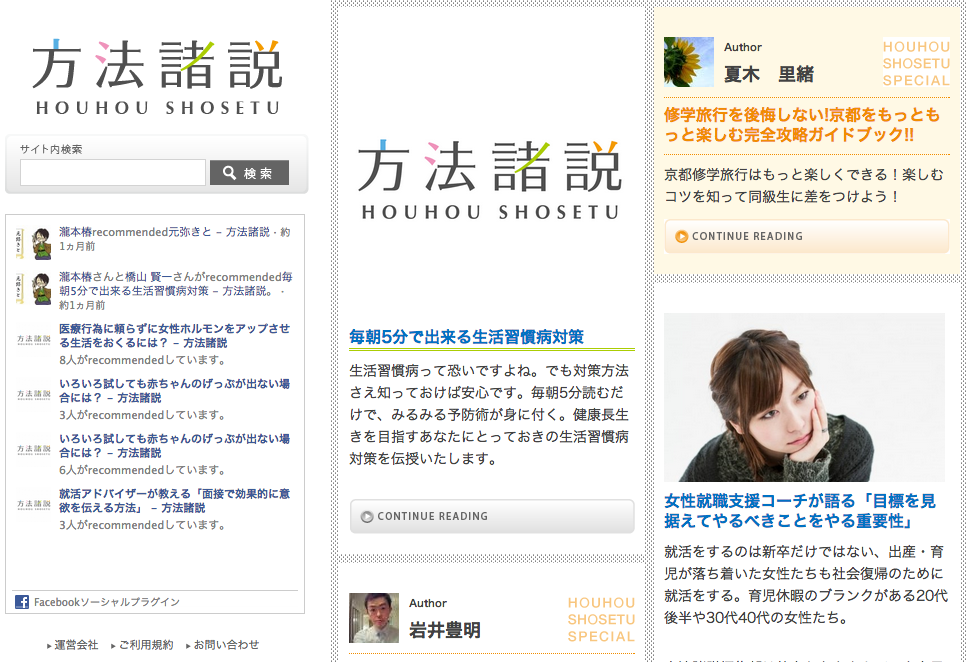 方法諸説
HOUHOU SHOSETU
サイト内検索
検索
瀧本椿recommended元弥きと – 方法諸説 · 約
1ヵ月前
瀧本椿さんと橋山 賢一さんがrecommended毎
朝5分で出来る生活習慣病対策 – 方法諸説。 ·
約1ヵ月前
方法諸説
医療行為に頼らずに女性ホルモンをアップさせ
る生活をおくるには？ – 方法諸説
8人がrecommendedしています。
方法諸説
いろいろ試しても赤ちゃんのげっぷが出ない場
合には？ – 方法諸説
3人がrecommendedしています。
方法諸説
いろいろ試しても赤ちゃんのげっぷが出ない場
合には？ – 方法諸説
6人がrecommendedしています。
方法諸説
就活アドバイザーが教える「面接で効果的に意
欲を伝える方法」 – 方法諸説
3人がrecommendedしています。
Facebookソーシャルプラグイン
運営会社 ご利用規約 お問い合わせ
方法諸説
HOUHOU SHOSETU
毎朝5分で出来る生活習慣病対策
生活習慣病って恐いですよね。でも対策方法
さえ知っておけば安心です。毎朝5分読むだ
けで、みるみる予防術が身に付く。健康長生
きを目指すあなたにとっておきの生活習慣病
対策を伝授いたします。
CONTINUE READING
Author
岩井豊明
HOUHOU
SHOSETU
SPECIAL
Author
夏木 里緒
HOUHOU
SHOSETU
SPECIAL
修学旅行を後悔しない!京都をもっとも
っと楽しむ完全攻略ガイドブック!!
京都修学旅行はもっと楽しくできる！楽しむ
コツを知って同級生に差をつけよう！
CONTINUE READING
女性就職支援コーチが語る「目標を見
据えてやるべきことをやる重要性」
就活をするのは新卒だけではない、出産・育
児が落ち着いた女性たちも社会復帰のために
就活をする。育児休暇のブランクがある20代
後半や30代40代の女性たち。